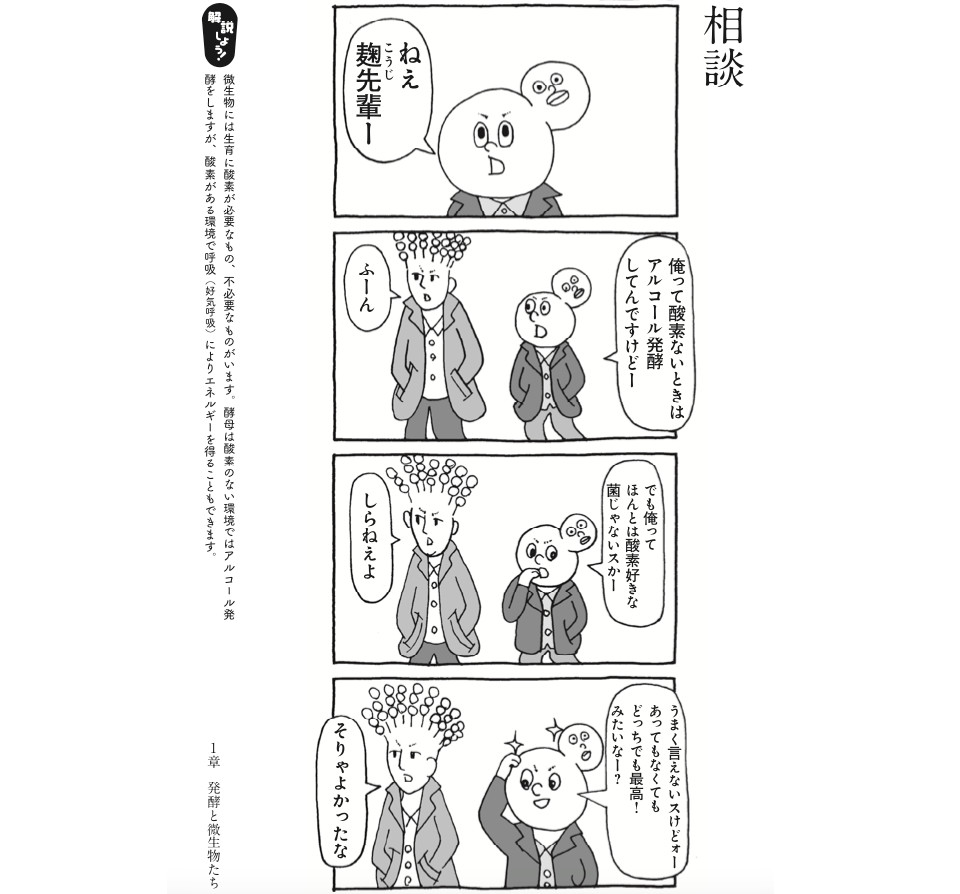 相談
ねえ
麹先輩ー
こうじ
俺って酸素ないときは
アルコール発酵
してんですけどー
ふーん
でも俺って
ほんとは酸素好きな
菌じゃないスかー
しらねえよ
うまく言えないスけどォー
あってもなくても
どっちでも最高！
みたいなー？
そりゃよかったな
解説しよう！
微生物には生育に酸素が必要なもの、不必要なものがいます。酵母は酸素のない環境ではアルコール発
酵をしますが、酸素がある環境で呼吸（好気呼吸）によりエネルギーを得ることもできます。
1章　発酵と微生物たち